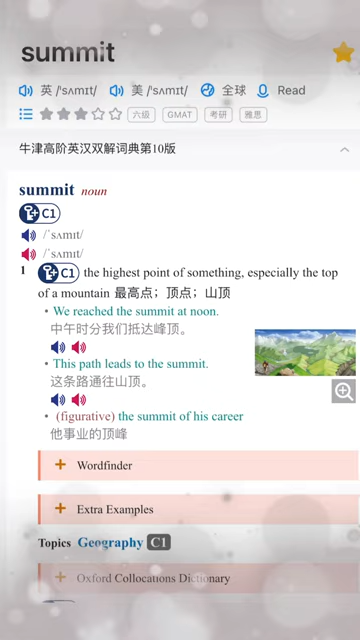 summit
英 /'sʌmɪt/ 美 /'sʌmɪt/ 全球 Read
六级 GMAT 考研 雅思
牛津高阶英汉双解词典第10版
summit noun
C1
/ˈsʌmɪt/
/ˈsʌmɪt/
1 C1 the highest point of something, especially the top
of a mountain 最高点；顶点；山顶
• We reached the summit at noon.
中午时分我们抵达峰顶。
• This path leads to the summit.
这条路通往山顶。
• (figurative) the summit of his career
他事业的顶峰
+ Wordfinder
+ Extra Examples
Topics Geography C1
+ Oxford Collocations Dictionary